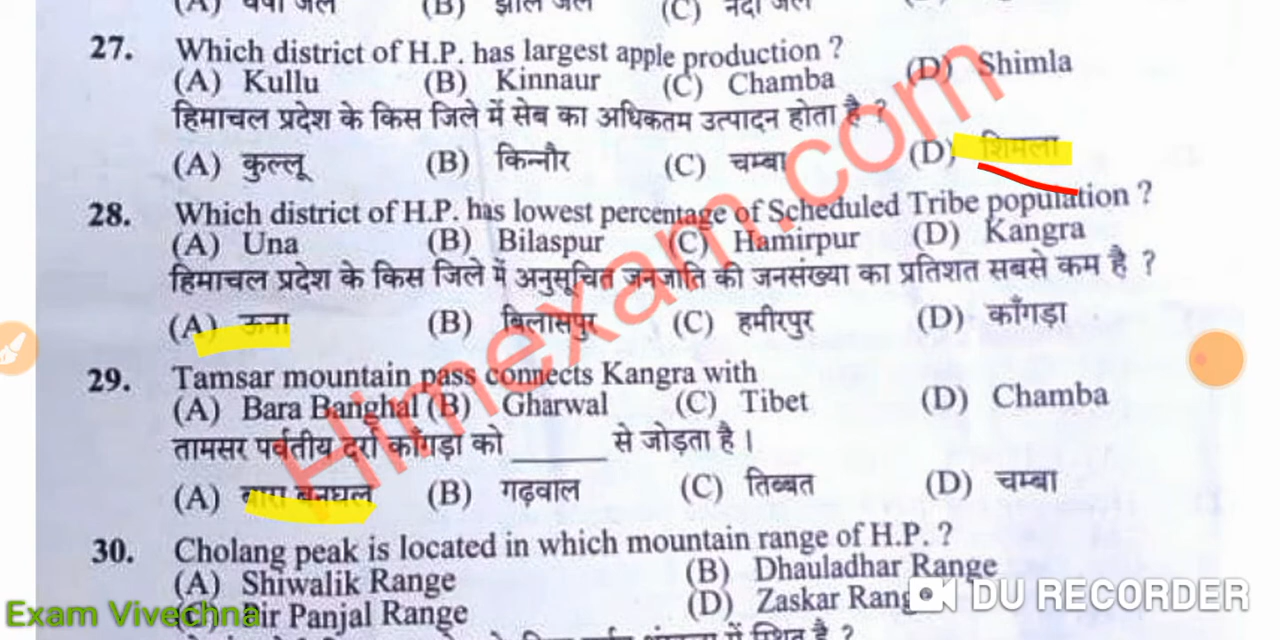 (A) वर्षा जल (B) झील जल (C) नदी जल
27. Which district of H.P. has largest apple production ?
(A) Kullu (B) Kinnaur (C) Chamba (D) Shimla
हिमाचल प्रदेश के किस जिले में सेब का अधिकतम उत्पादन होता है ?
(A) कुल्लू (B) किन्नौर (C) चम्बा (D) शिमला
28. Which district of H.P. has lowest percentage of Scheduled Tribe population ?
(A) Una (B) Bilaspur (C) Hamirpur (D) Kangra
हिमाचल प्रदेश के किस जिले में अनुसूचित जनजाति की जनसंख्या का प्रतिशत सबसे कम है ?
(A) ऊना (B) बिलासपुर (C) हमीरपुर (D) काँगड़ा
29. Tamsar mountain pass connects Kangra with
(A) Bara Banghal (B) Gharwal (C) Tibet (D) Chamba
तामसर पर्वतीय दर्रा काँगड़ा को ______ से जोड़ता है ।
(A) बारा बनघल (B) गढ़वाल (C) तिब्बत (D) चम्बा
30. Cholang peak is located in which mountain range of H.P. ?
(A) Shiwalik Range (B) Dhauladhar Range
Pir Panjal Range (D) Zaskar Range
में स्थित है ?
Himexam.com
Exam Vivechna
DU RECORDER